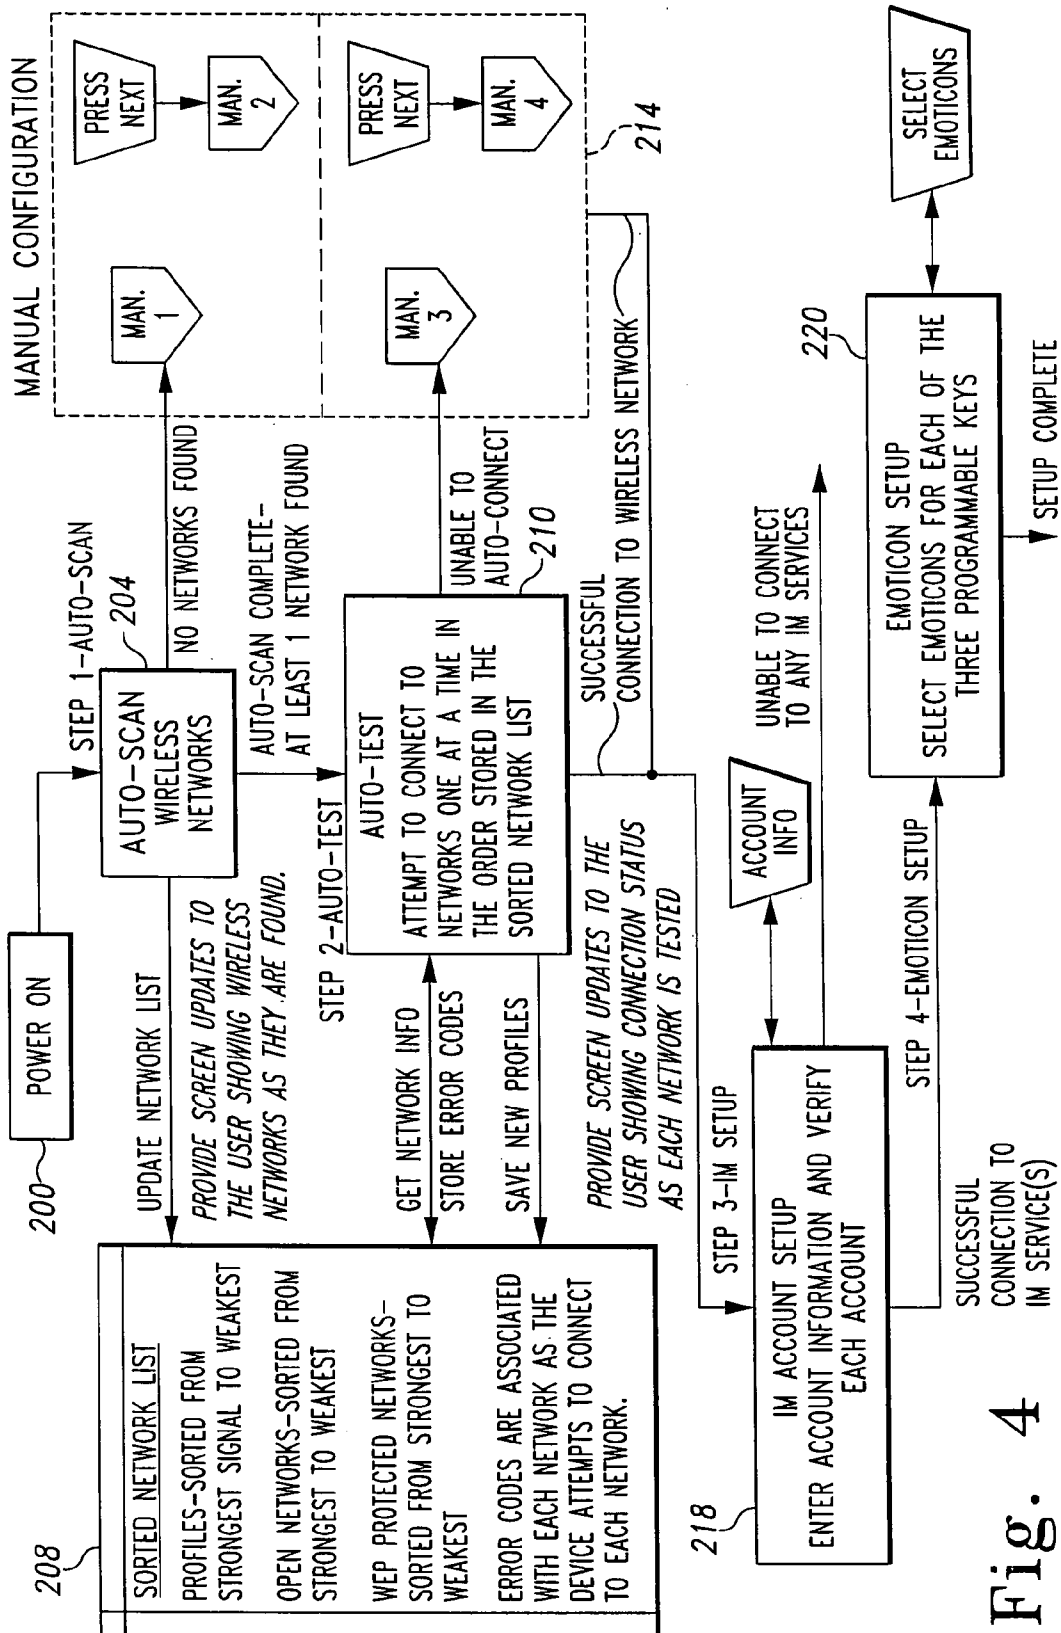 MANUAL CONFIGURATION
200
POWER ON
STEP 1-AUTO-SCAN
204
AUTO-SCAN
WIRELESS
NETWORKS
NO NETWORKS FOUND
MAN.
1
PRESS
NEXT
MAN.
2
UPDATE NETWORK LIST
PROVIDE SCREEN UPDATES TO
THE USER SHOWING WIRELESS
NETWORKS AS THEY ARE FOUND.
AUTO-SCAN COMPLETE-
AT LEAST 1 NETWORK FOUND
208
SORTED NETWORK LIST
PROFILES-SORTED FROM
STRONGEST SIGNAL TO WEAKEST
OPEN NETWORKS-SORTED FROM
STRONGEST TO WEAKEST
WEP PROTECTED NETWORKS-
SORTED FROM STRONGEST TO
WEAKEST
ERROR CODES ARE ASSOCIATED
WITH EACH NETWORK AS THE
DEVICE ATTEMPTS TO CONNECT
TO EACH NETWORK.
STEP 2-AUTO-TEST
AUTO-TEST
ATTEMPT TO CONNECT TO
NETWORKS ONE AT A TIME IN
THE ORDER STORED IN THE
SORTED NETWORK LIST
210
GET NETWORK INFO
STORE ERROR CODES
SAVE NEW PROFILES
UNABLE TO
AUTO-CONNECT
MAN.
3
PRESS
NEXT
MAN.
4
214
PROVIDE SCREEN UPDATES TO THE
USER SHOWING CONNECTION STATUS
AS EACH NETWORK IS TESTED
SUCCESSFUL
CONNECTION TO WIRELESS NETWORK
STEP 3-IM SETUP
218
IM ACCOUNT SETUP
ENTER ACCOUNT INFORMATION AND VERIFY
EACH ACCOUNT
ACCOUNT
INFO
UNABLE TO CONNECT
TO ANY IM SERVICES
STEP 4-EMOTICON SETUP
SUCCESSFUL
CONNECTION TO
IM SERVICE(S)
220
EMOTICON SETUP
SELECT EMOTICONS FOR EACH OF THE
THREE PROGRAMMABLE KEYS
SELECT
EMOTICONS
SETUP COMPLETE
Fig. 4